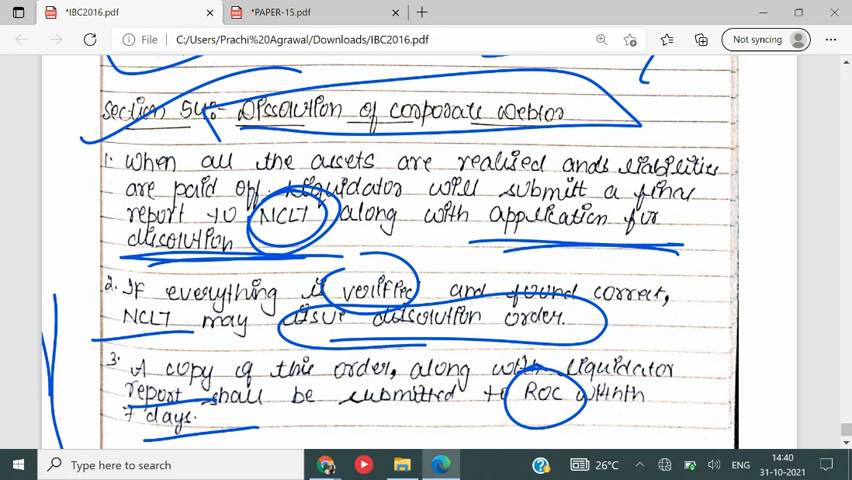 *IBC2016.pdf
*PAPER-15.pdf
File
C:/Users/Prachi%20Agrawal/Downloads/IBC2016.pdf
Not syncing
Section 54:- Dissolution of corporate Debtor
1. When all the assets are realised and liabilities
are paid off. Liquidator will submitt a final
report to NCLT along with application for
dissolution
2. If everything is veriffied and found correct,
NCLT may issue dissolution order.
3. A copy of this order, along with liquidator
report shall be submitted to ROC
7 days.
Type here to search
26°C
ENG
14:40
31-10-2021